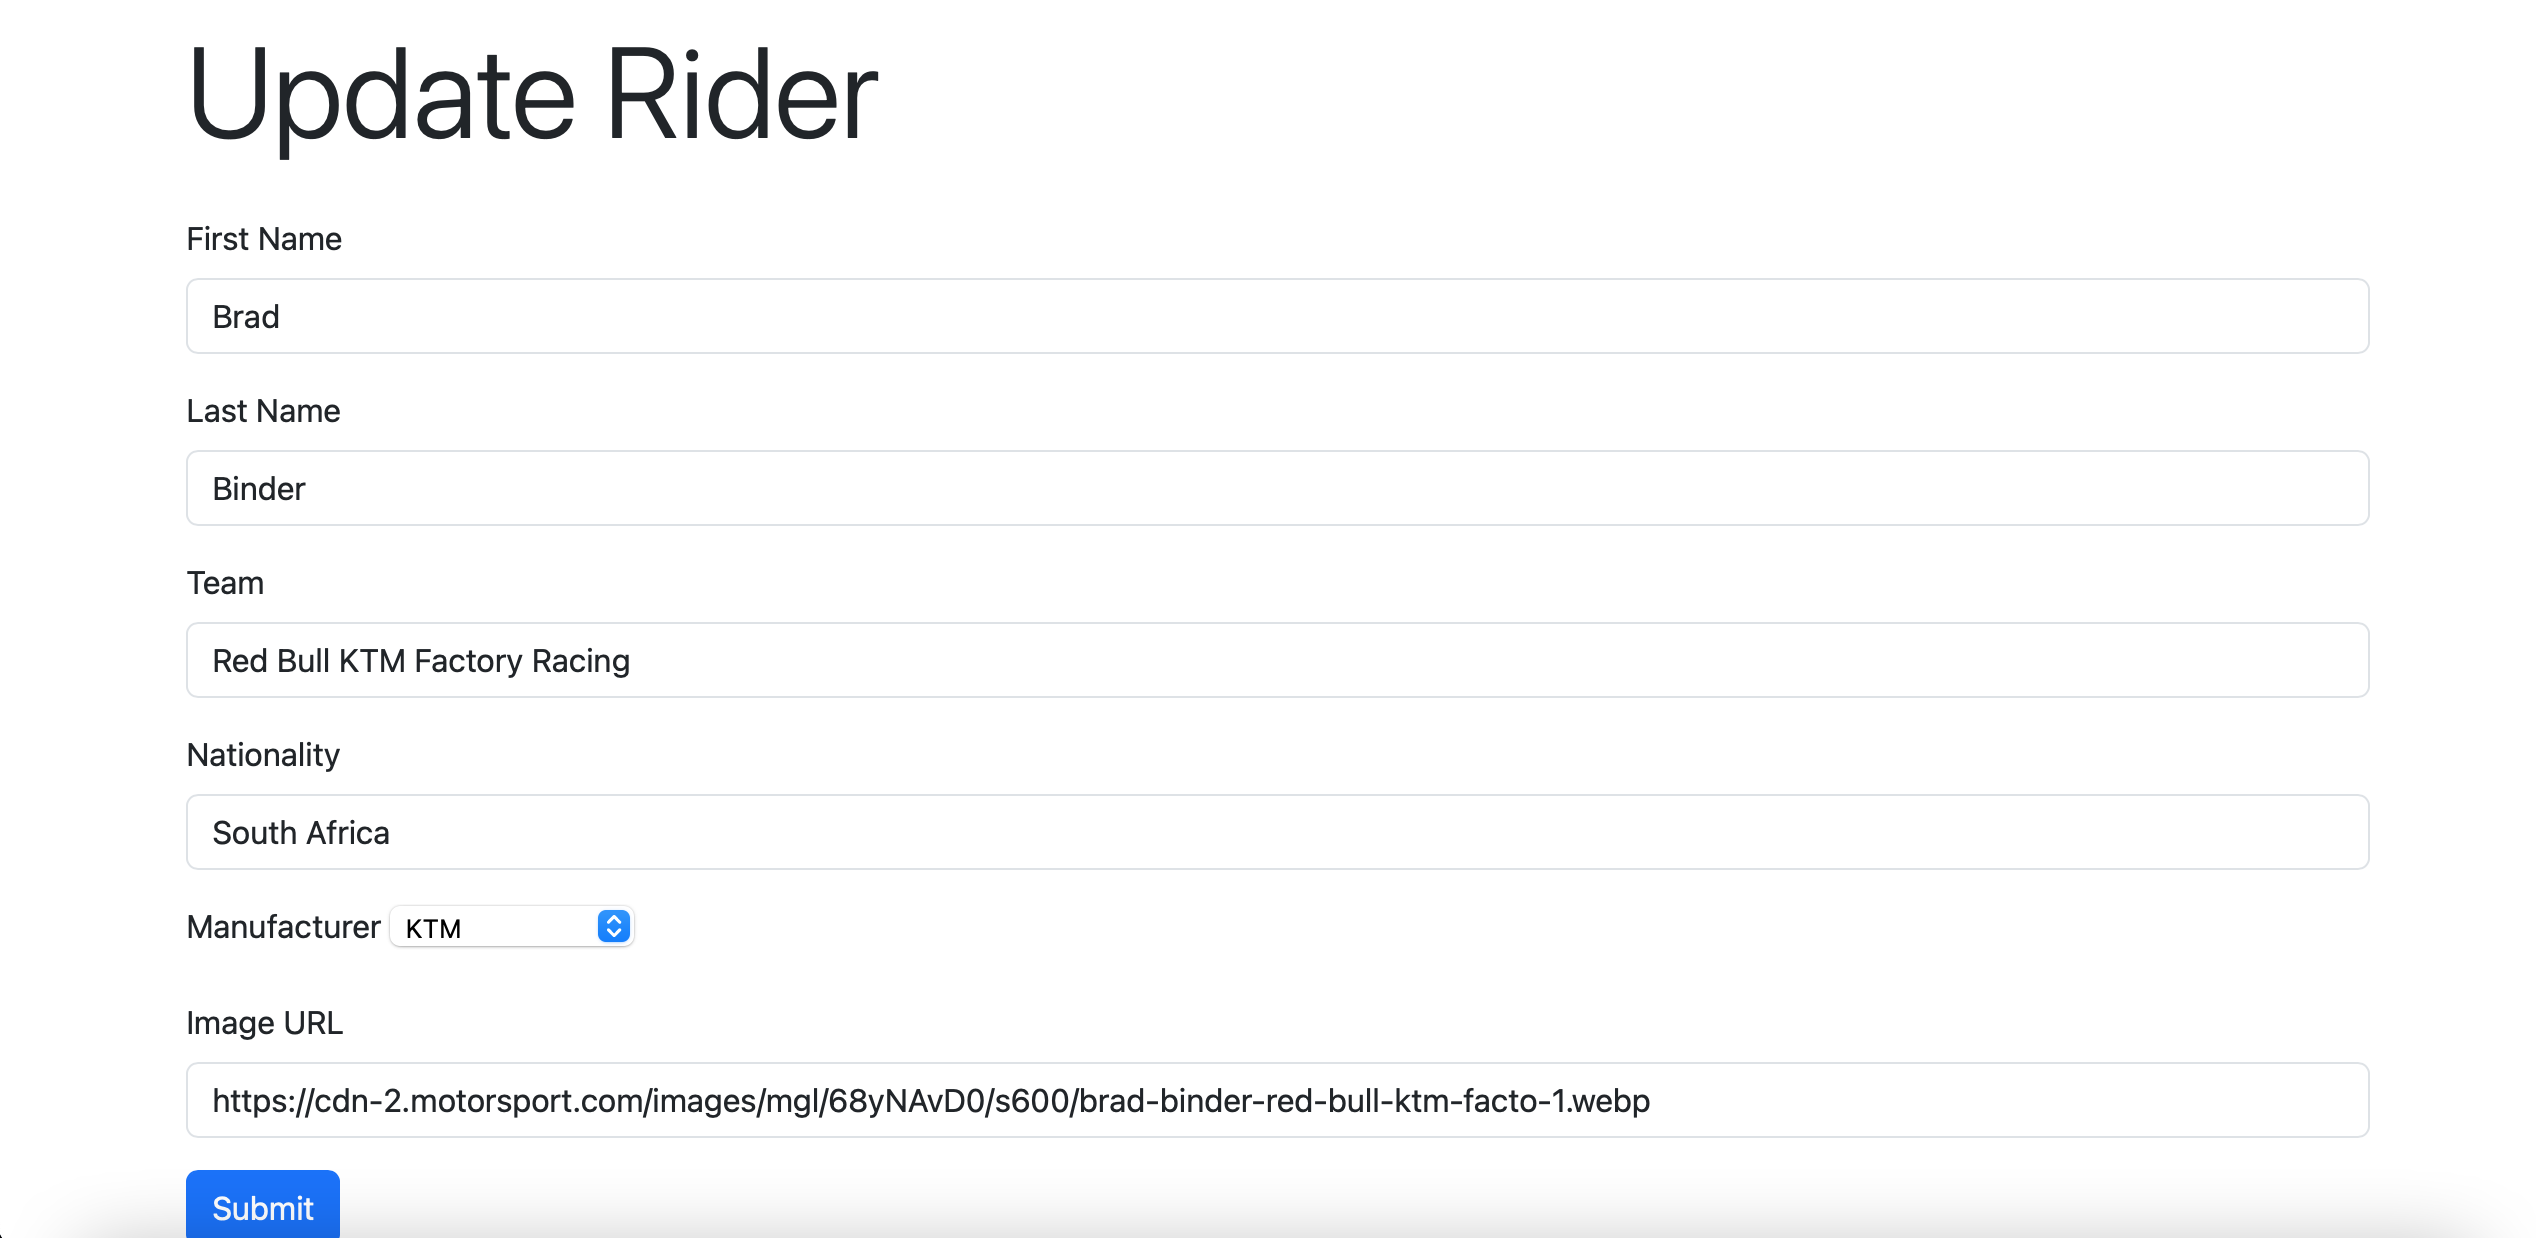 Update Rider
First Name
Brad
Last Name
Binder
Team
Red Bull KTM Factory Racing
Nationality
South Africa
Manufacturer KTM
Image URL
https://cdn-2.motorsport.com/images/mgl/68yNAvD0/s600/brad-binder-red-bull-ktm-facto-1.webp
Submit